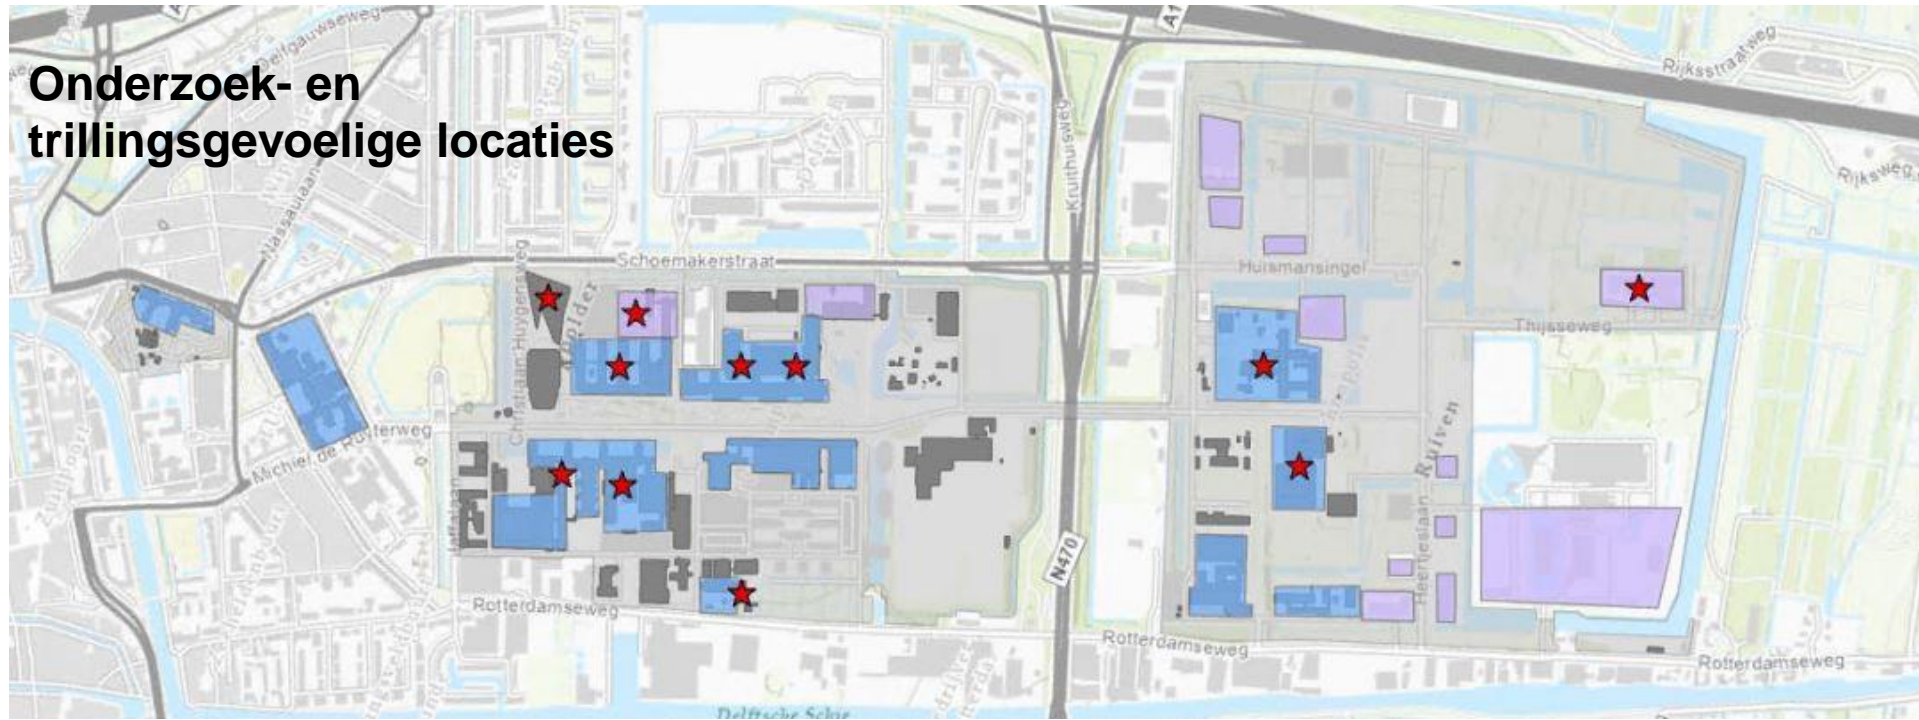 Onderzoek- en
trillingsgevoelige locaties
Delfgauwseweg
Nassaulaan
Schoemakerstraat
Christiaan Huygensweg
Kruithuisweg
Rijksstraatweg
Rijksweg
Huismansingel
Thijsseweg
Ruiven
Heertjeslaan
Michiel de Ruyterweg
N470
Rotterdamseweg
Rotterdamseweg
Rotterdamseweg
Delftsche Schie